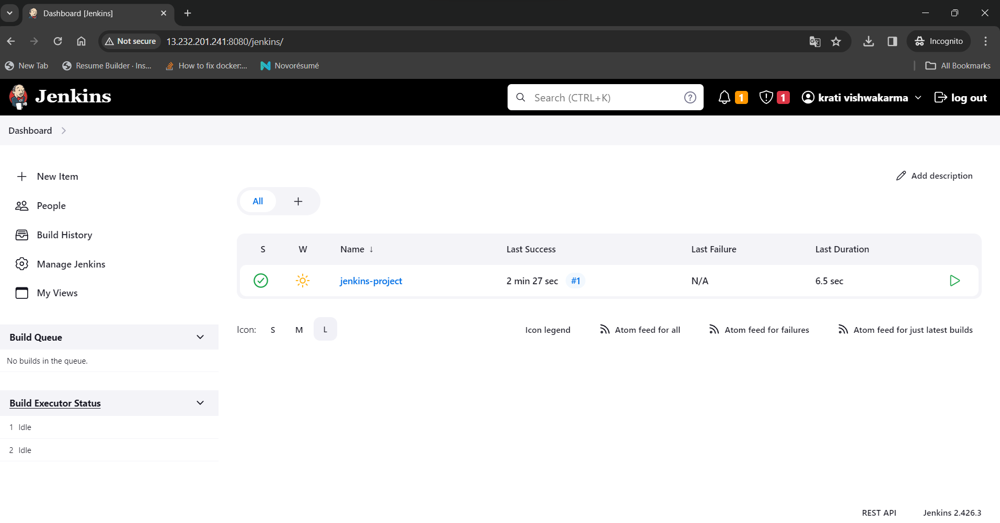 Dashboard [Jenkins]
Not secure 13.232.201.241:8080/jenkins/ Incognito
New Tab Resume Builder · Ins... How to fix docker:... Novorésumé All Bookmarks
Jenkins Search (CTRL+K) 1 1 krati vishwakarma log out
Dashboard
New Item
People
Build History
Manage Jenkins
My Views
Build Queue
No builds in the queue.
Build Executor Status
1 Idle
2 Idle
Add description
All +
S W Name ↓ Last Success Last Failure Last Duration
jenkins-project 2 min 27 sec #1 N/A 6.5 sec
Icon: S M L Icon legend Atom feed for all Atom feed for failures Atom feed for just latest builds
REST API Jenkins 2.426.3